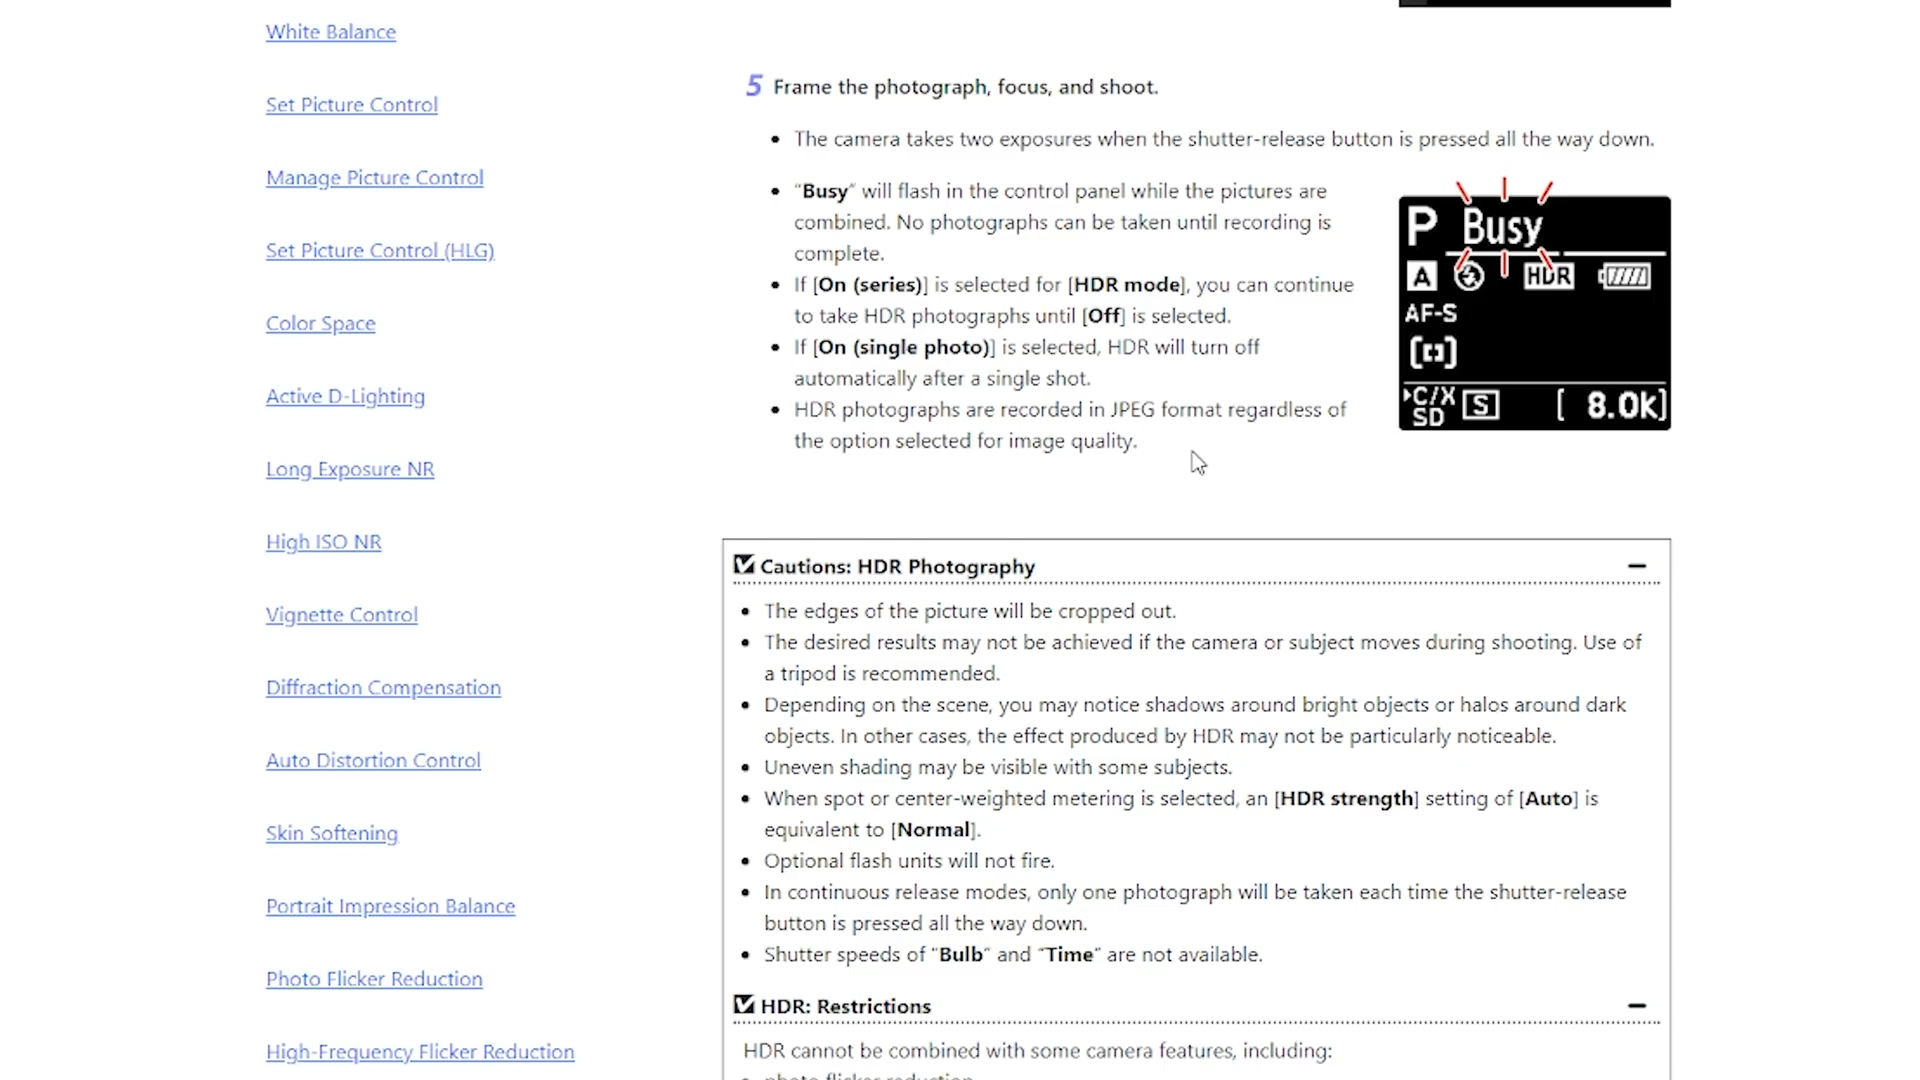 White Balance
Set Picture Control
Manage Picture Control
Set Picture Control (HLG)
Color Space
Active D-Lighting
Long Exposure NR
High ISO NR
Vignette Control
Diffraction Compensation
Auto Distortion Control
Skin Softening
Portrait Impression Balance
Photo Flicker Reduction
High-Frequency Flicker Reduction
5 Frame the photograph, focus, and shoot.
• The camera takes two exposures when the shutter-release button is pressed all the way down.
• “Busy” will flash in the control panel while the pictures are
combined. No photographs can be taken until recording is
complete.
• If [On (series)] is selected for [HDR mode], you can continue
to take HDR photographs until [Off] is selected.
• If [On (single photo)] is selected, HDR will turn off
automatically after a single shot.
• HDR photographs are recorded in JPEG format regardless of
the option selected for image quality.
P Busy
A HDR
AF-S
C/X S [ 8.0k]
SD
Cautions: HDR Photography
• The edges of the picture will be cropped out.
• The desired results may not be achieved if the camera or subject moves during shooting. Use of
a tripod is recommended.
• Depending on the scene, you may notice shadows around bright objects or halos around dark
objects. In other cases, the effect produced by HDR may not be particularly noticeable.
• Uneven shading may be visible with some subjects.
• When spot or center-weighted metering is selected, an [HDR strength] setting of [Auto] is
equivalent to [Normal].
• Optional flash units will not fire.
• In continuous release modes, only one photograph will be taken each time the shutter-release
button is pressed all the way down.
• Shutter speeds of “Bulb” and “Time” are not available.
HDR: Restrictions
HDR cannot be combined with some camera features, including:
• photo flicker reduction